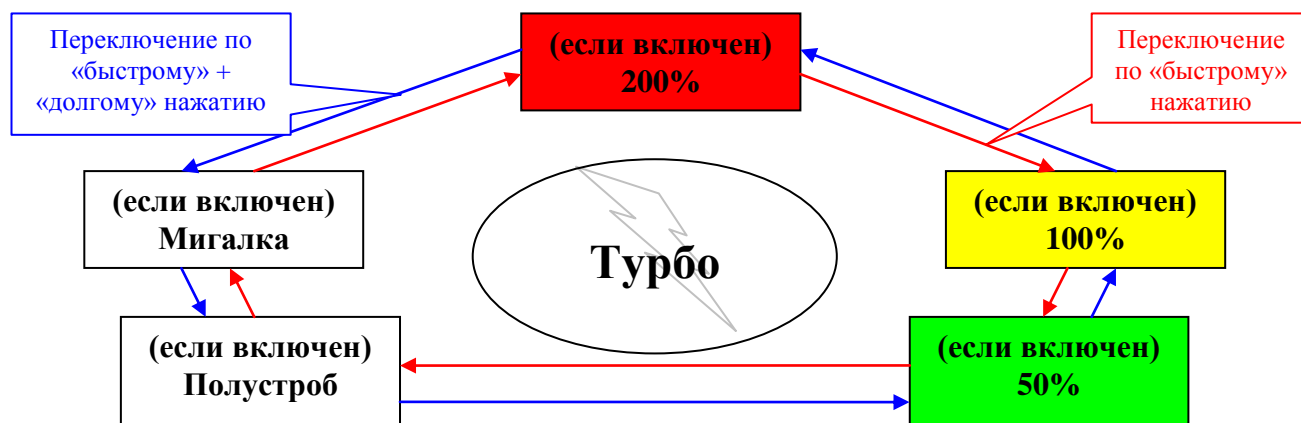 Переключение по
«быстрому» +
«долгому» нажатию
(если включен)
200%
Переключение
по «быстрому»
нажатию
(если включен)
Мигалка
Турбо
(если включен)
100%
(если включен)
Полустроб
(если включен)
50%